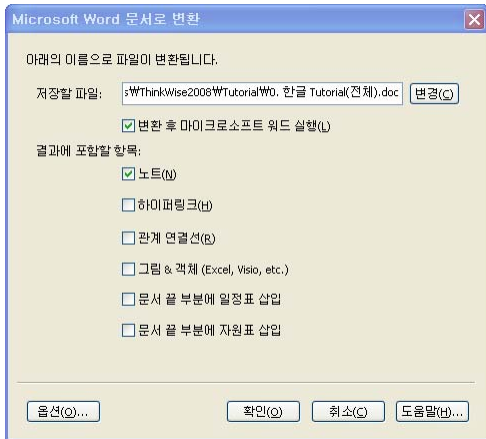 Microsoft Word 문서로 변환
아래의 이름으로 파일이 변환됩니다.
저장할 파일: s₩ThinkWise2008₩Tutorial₩0. 한글 Tutorial(전체).doc 변경(C)
변환 후 마이크로소프트 워드 실행(L)
결과에 포함할 항목:
노트(N)
하이퍼링크(H)
관계 연결선(R)
그림 & 객체 (Excel, Visio, etc.)
문서 끝 부분에 일정표 삽입
문서 끝 부분에 자원표 삽입
옵션(O)... 확인(O) 취소(C) 도움말(H)...